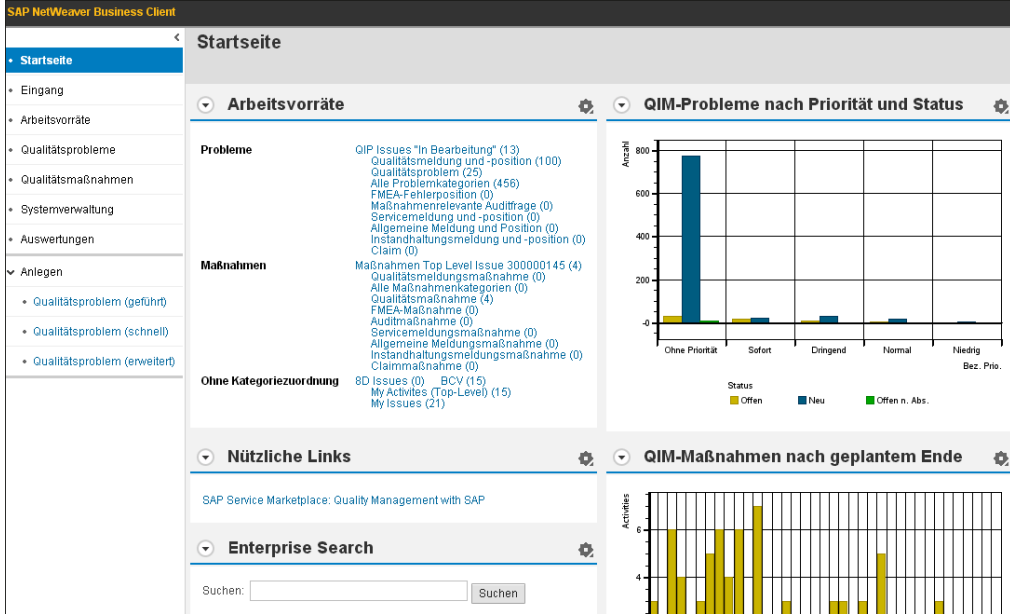 SAP NetWeaver Business Client
Startseite
Eingang
Arbeitsvorräte
Qualitätsprobleme
Qualitätsmaßnahmen
Systemverwaltung
Auswertungen
Anlegen
Qualitätsproblem (geführt)
Qualitätsproblem (schnell)
Qualitätsproblem (erweitert)
Startseite
Arbeitsvorräte
Probleme
QIP Issues "In Bearbeitung" (13)
Qualitätsmeldung und -position (100)
Qualitätsproblem (25)
Alle Problemkategorien (456)
FMEA-Fehlerposition (0)
Maßnahmenrelevante Auditfrage (0)
Servicemeldung und -position (0)
Allgemeine Meldung und Position (0)
Instandhaltungsmeldung und -position (0)
Claim (0)
Maßnahmen
Maßnahmen Top Level Issue 300000145 (4)
Qualitätsmeldungsmaßnahme (0)
Alle Maßnahmenkategorien (0)
Qualitätsmaßnahme (4)
FMEA-Maßnahme (0)
Auditmaßnahme (0)
Servicemeldungsmaßnahme (0)
Allgemeine Meldungsmaßnahme (0)
Instandhaltungsmeldungsmaßnahme (0)
Claimmaßnahme (0)
Ohne Kategoriezuordnung
8D Issues (0) BCV (15)
My Activites (Top-Level) (15)
My Issues (21)
Nützliche Links
SAP Service Marketplace: Quality Management with SAP
Enterprise Search
Suchen:
Suchen
QIM-Probleme nach Priorität und Status
Anzahl
800
600
400
200
-0
Ohne Priorität Sofort Dringend Normal Niedrig
Bez. Prio.
Status
Offen Neu Offen n. Abs.
QIM-Maßnahmen nach geplantem Ende
Activities
6
4